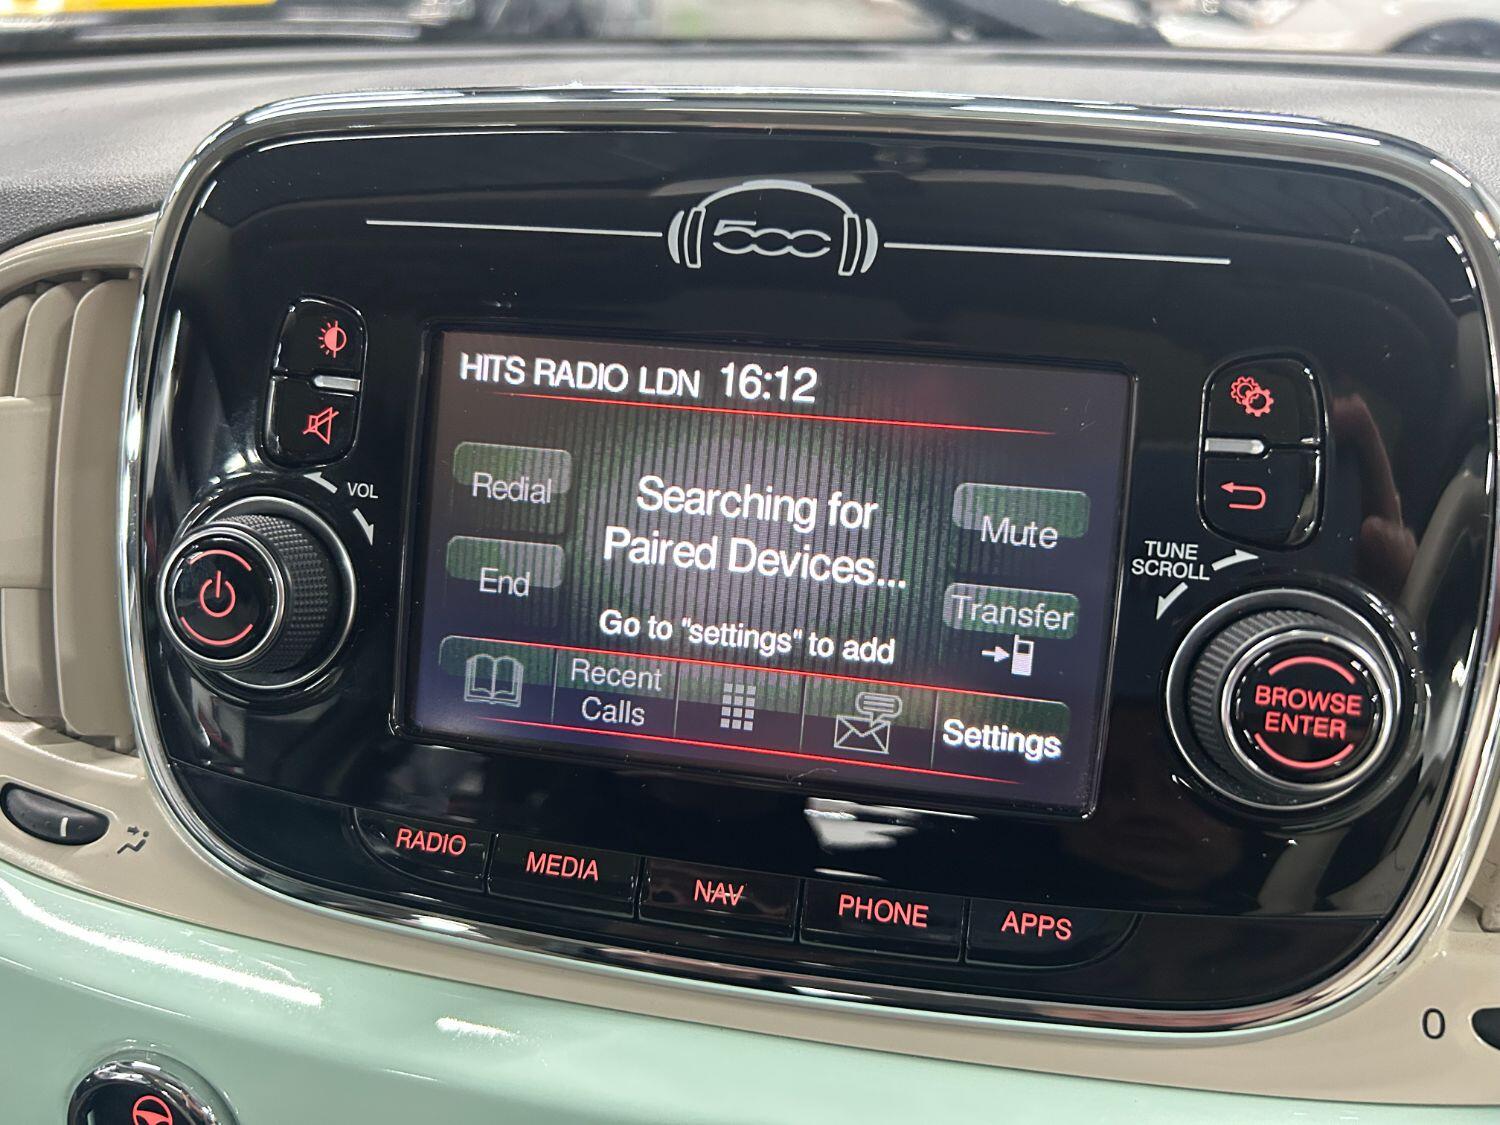 500
HITS RADIO LDN 16:12
Redial
Searching for
Paired Devices...
Mute
End
Go to "settings" to add
Transfer
Recent
Calls
Settings
VOL
TUNE
SCROLL
BROWSE
ENTER
RADIO
MEDIA
NAV
PHONE
APPS
0